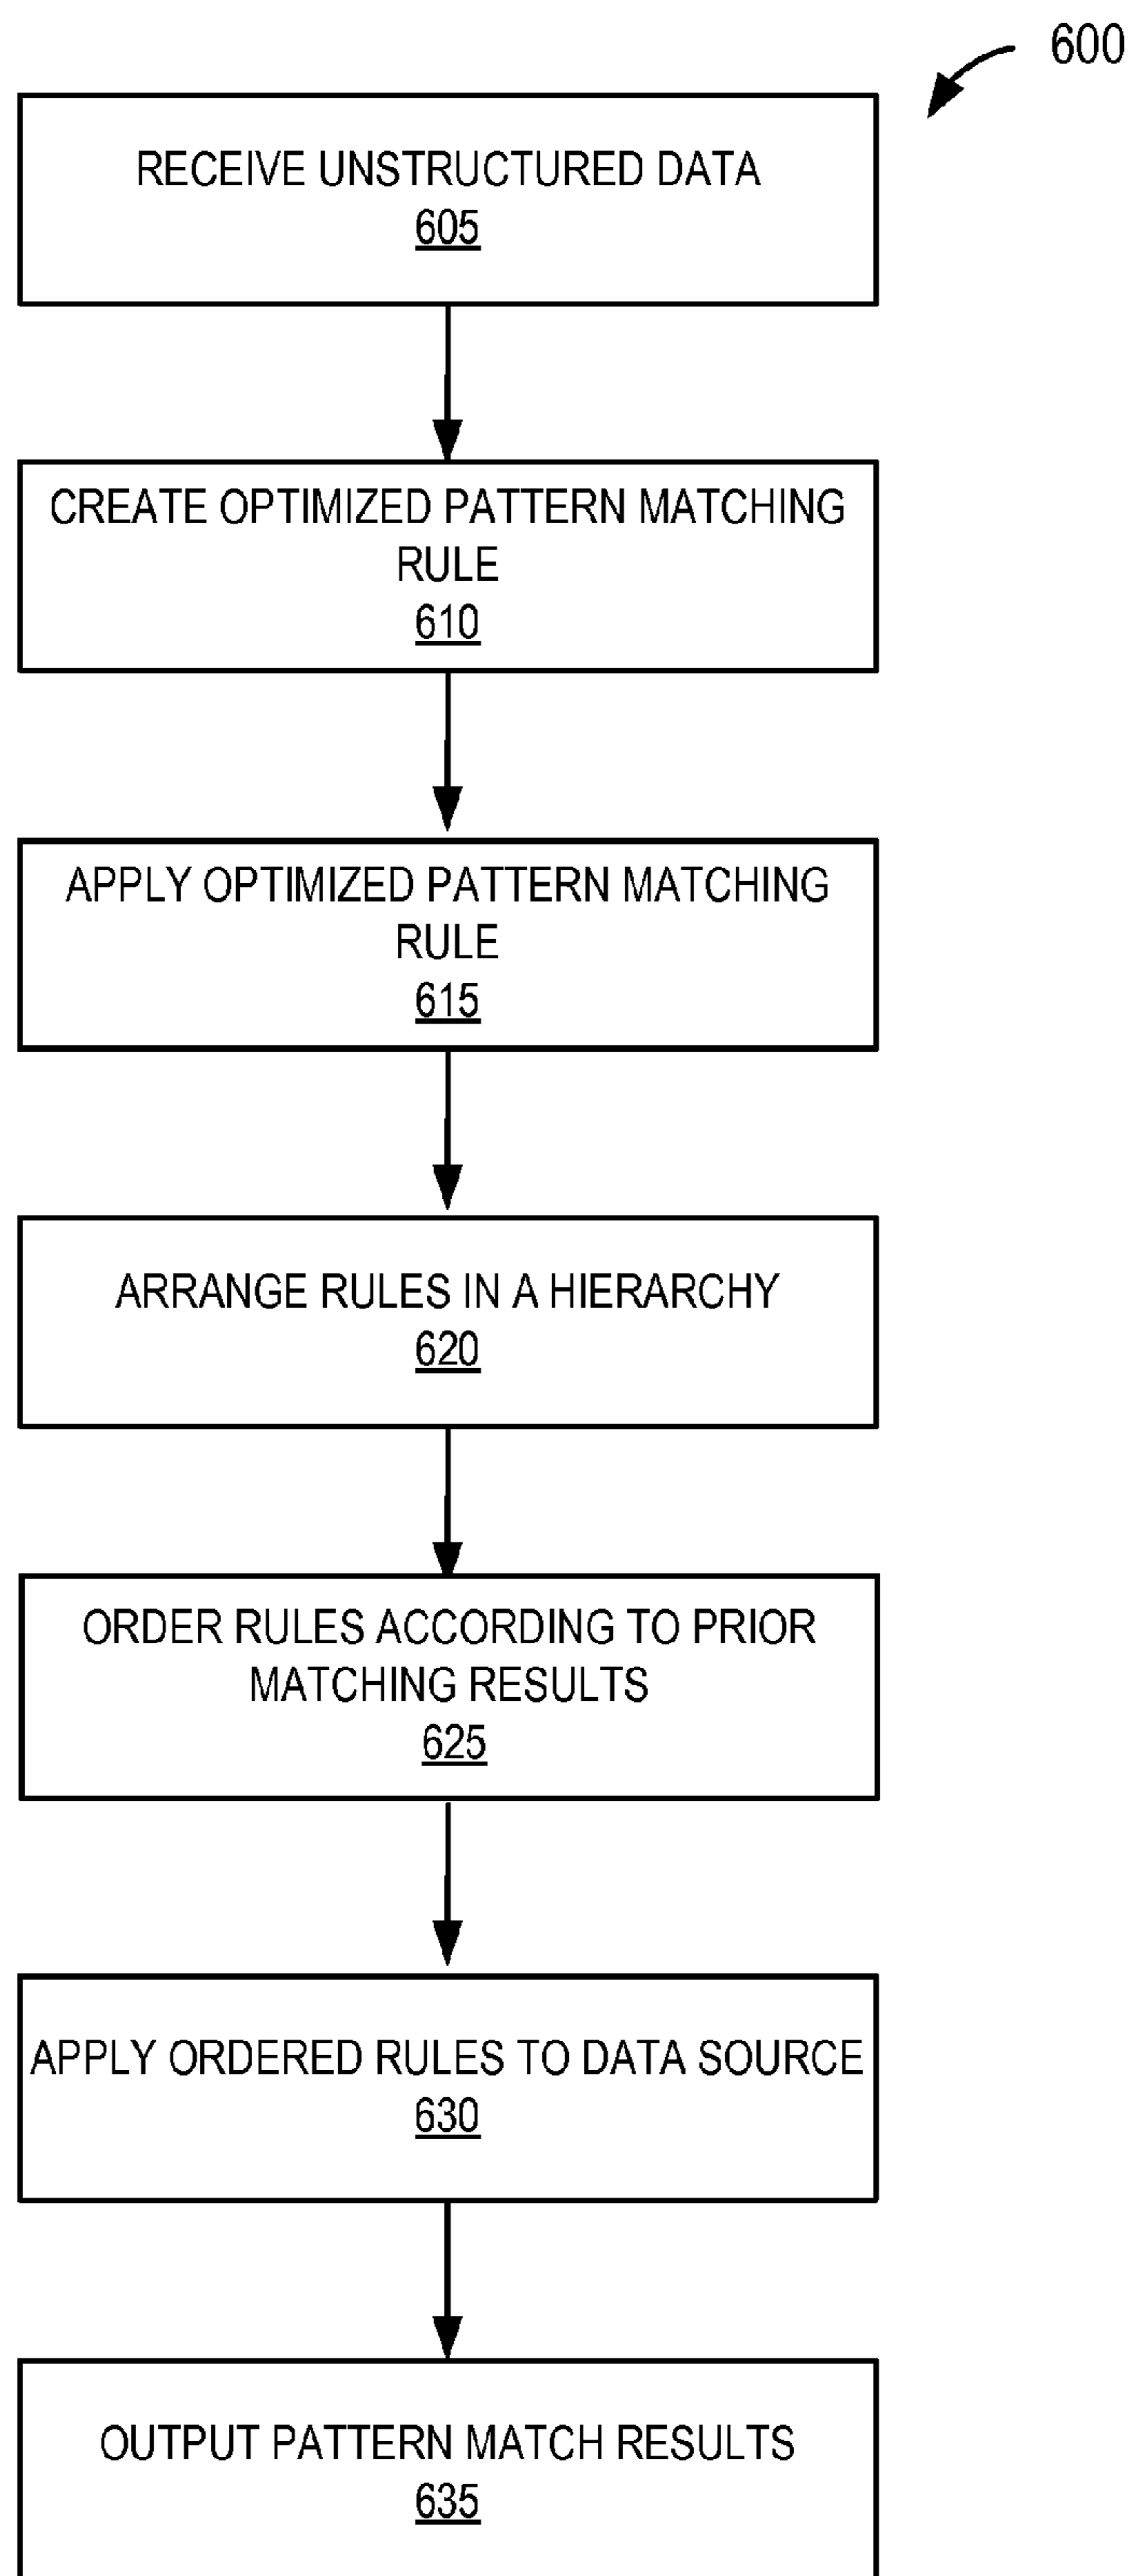 600
RECEIVE UNSTRUCTURED DATA
605
CREATE OPTIMIZED PATTERN MATCHING
RULE
610
APPLY OPTIMIZED PATTERN MATCHING
RULE
615
ARRANGE RULES IN A HIERARCHY
620
ORDER RULES ACCORDING TO PRIOR
MATCHING RESULTS
625
APPLY ORDERED RULES TO DATA SOURCE
630
OUTPUT PATTERN MATCH RESULTS
635